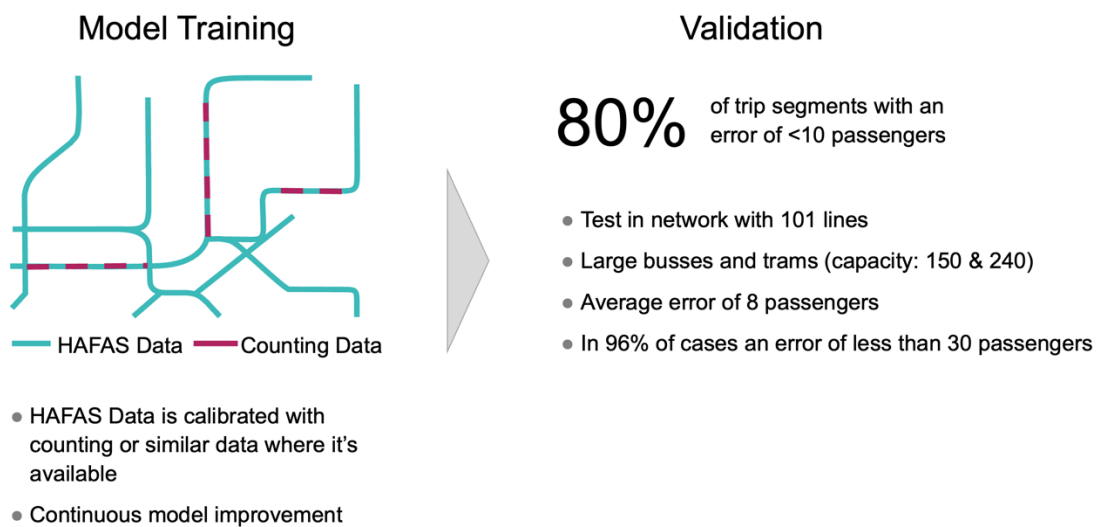 Model Training
HAFAS Data
Counting Data
● HAFAS Data is calibrated with
counting or similar data where it's
available
● Continuous model improvement
Validation
80%
of trip segments with an
error of <10 passengers
● Test in network with 101 lines
● Large busses and trams (capacity: 150 & 240)
● Average error of 8 passengers
● In 96% of cases an error of less than 30 passengers